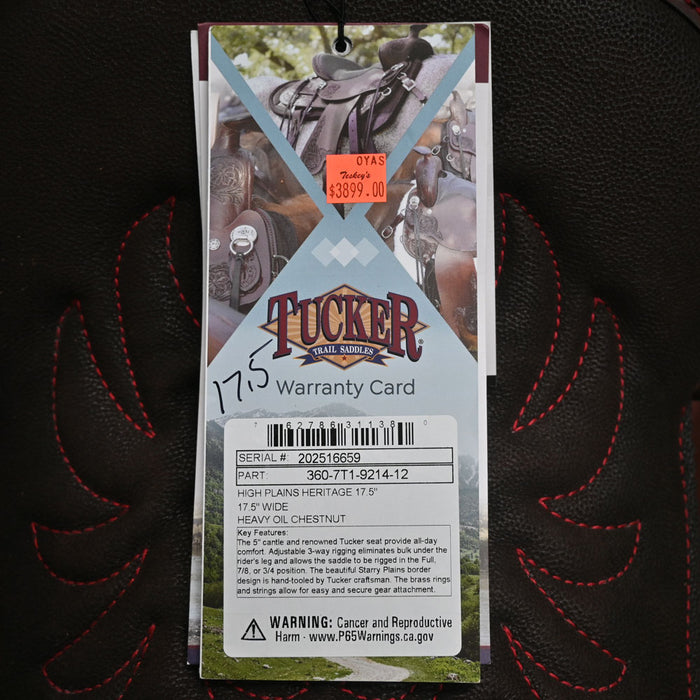 OYAS
Teskey's
$3899.00
TUCKER®
TRAIL SADDLES
17.5
Warranty Card
7 62786 31138 0
SERIAL #: 202516659
PART: 360-7T1-9214-12
HIGH PLAINS HERITAGE 17.5"
17.5" WIDE
HEAVY OIL CHESTNUT
Key Features:
The 5" cantle and renowned Tucker seat provide all-day
comfort. Adjustable 3-way rigging eliminates bulk under the
rider's leg and allows the saddle to be rigged in the Full,
7/8, or 3/4 position. The beautiful Starry Plains border
design is hand-tooled by Tucker craftsman. The brass rings
and strings allow for easy and secure gear attachment.
WARNING: Cancer and Reproductive
Harm - www.P65Warnings.ca.gov